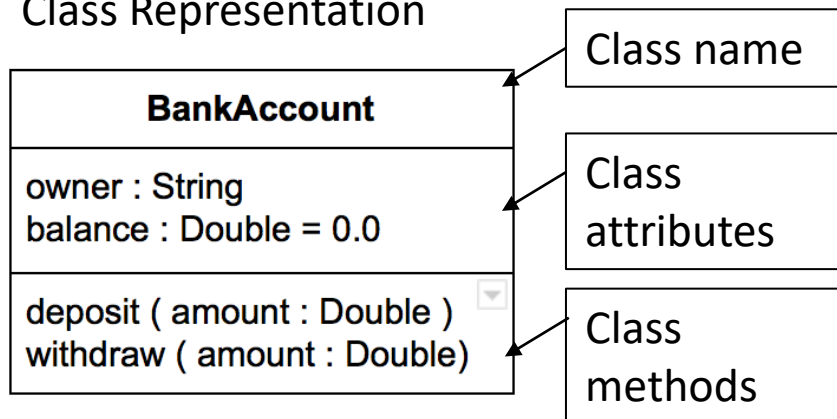 Class Representation
BankAccount
owner : String
balance : Double = 0.0
deposit ( amount : Double )
withdraw ( amount : Double)
Class name
Class
attributes
Class
methods